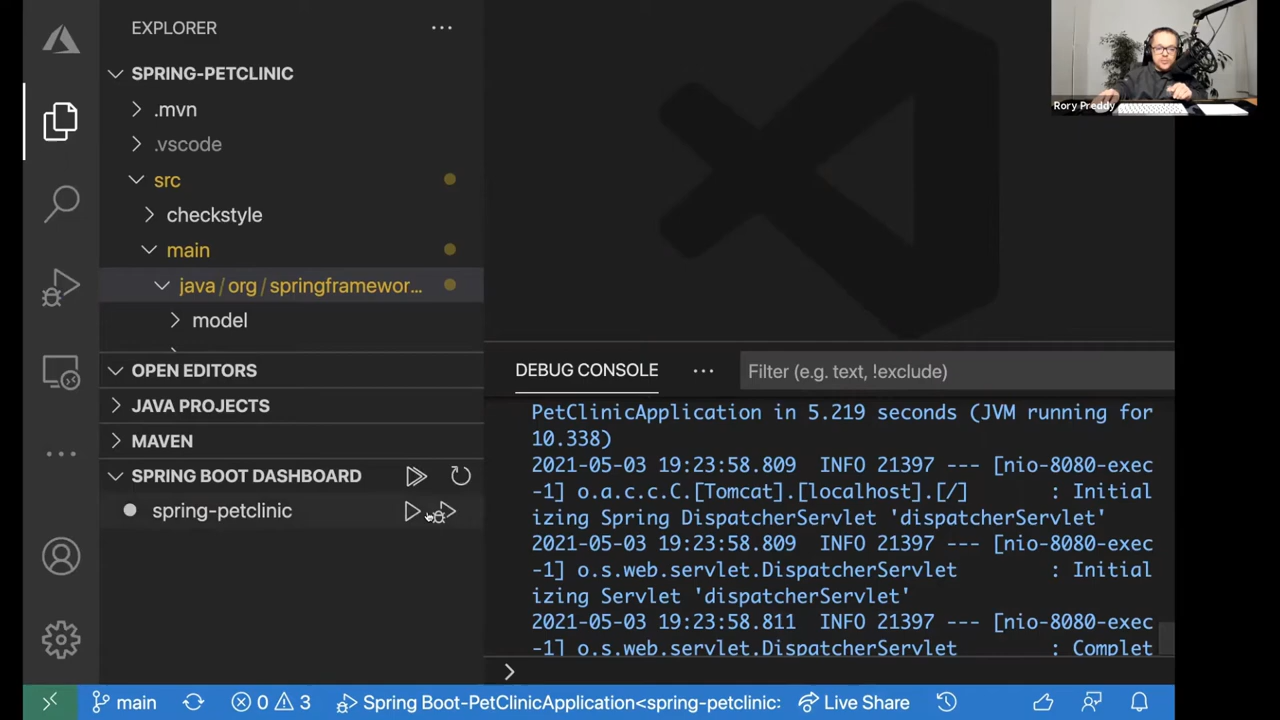 EXPLORER
SPRING-PETCLINIC
.mvn
.vscode
src
checkstyle
main
java/org/springframewor...
model
OPEN EDITORS
JAVA PROJECTS
MAVEN
SPRING BOOT DASHBOARD
spring-petclinic
DEBUG CONSOLE
Filter (e.g. text, !exclude)
PetClinicApplication in 5.219 seconds (JVM running for
10.338)
2021-05-03 19:23:58.809 INFO 21397 --- [nio-8080-exec
-1] o.a.c.c.C.[Tomcat].[localhost].[/] : Initial
izing Spring DispatcherServlet 'dispatcherServlet'
2021-05-03 19:23:58.809 INFO 21397 --- [nio-8080-exec
-1] o.s.web.servlet.DispatcherServlet : Initial
izing Servlet 'dispatcherServlet'
2021-05-03 19:23:58.811 INFO 21397 --- [nio-8080-exec
-1] o.s.web.servlet.DispatcherServlet : Complet
Rory Preddy
main 0 3 Spring Boot-PetClinicApplication<spring-petclinic: Live Share